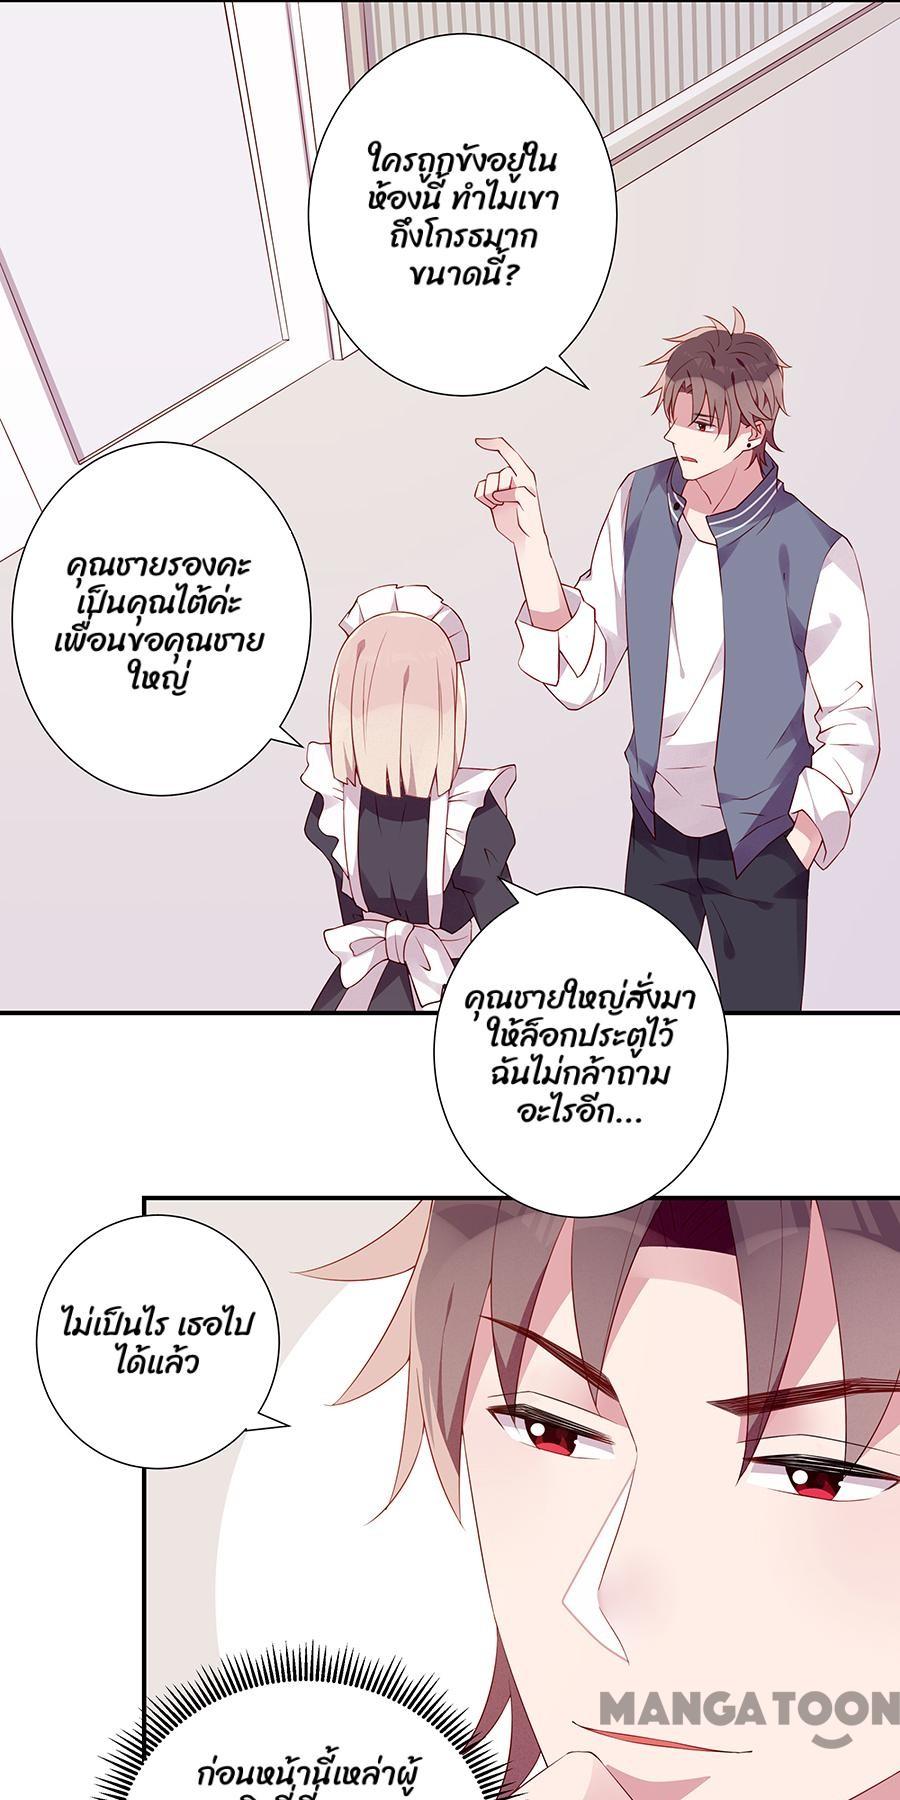 ใครถูกขังอยู่ใน
ห้องนี้ ทำไมเขา
ถึงโกรธมาก
ขนาดนี้?
คุณชายรองคะ
เป็นคุณไต้ค่ะ
เพื่อนขอคุณชาย
ใหญ่
คุณชายใหญ่สั่งมา
ให้ล็อกประตูไว้
ฉันไม่กล้าถาม
อะไรอีก...
ไม่เป็นไร เธอไป
ได้แล้ว
MANGATOON
ก่อนหน้านี้เหล่าผู้